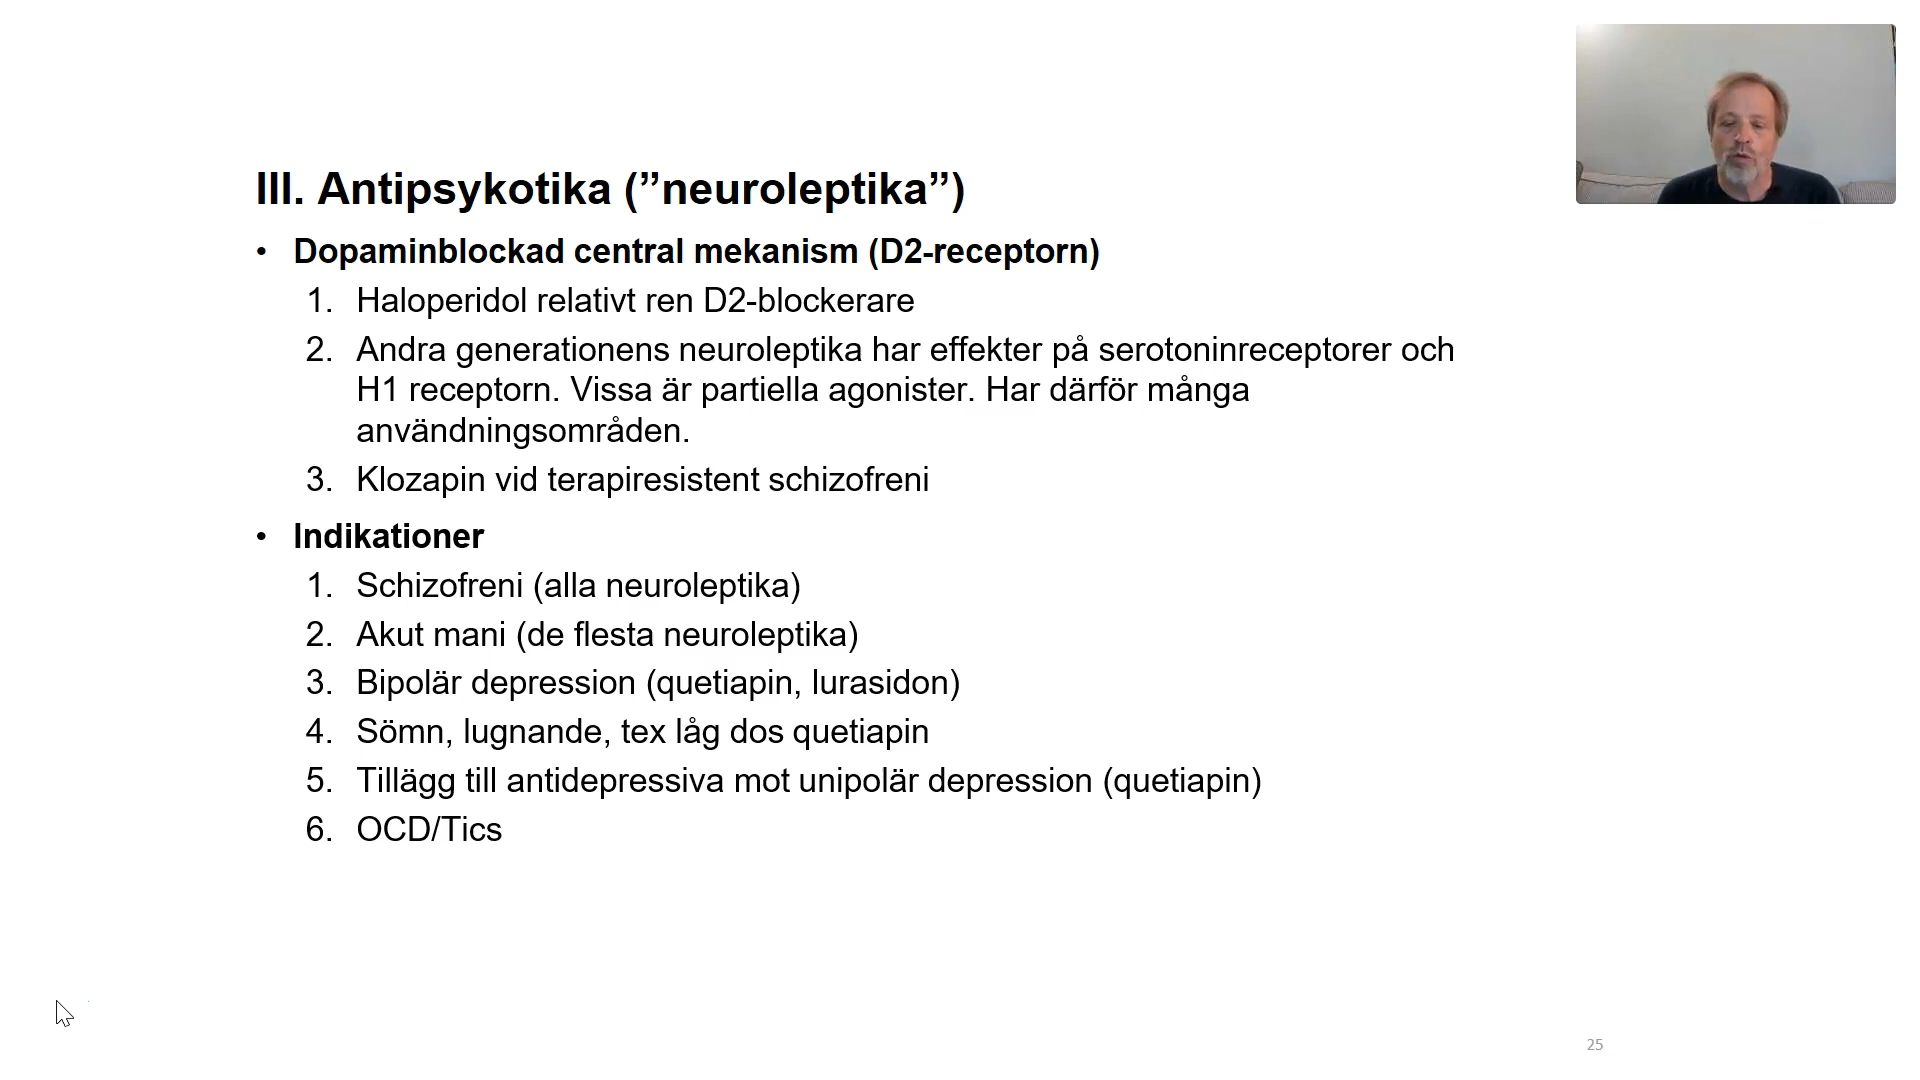 III. Antipsykotika (”neuroleptika”)
• Dopaminblockad central mekanism (D2-receptorn)
1. Haloperidol relativt ren D2-blockerare
2. Andra generationens neuroleptika har effekter på serotoninreceptorer och
H1 receptorn. Vissa är partiella agonister. Har därför många
användningsområden.
3. Klozapin vid terapiresistent schizofreni
• Indikationer
1. Schizofreni (alla neuroleptika)
2. Akut mani (de flesta neuroleptika)
3. Bipolär depression (quetiapin, lurasidon)
4. Sömn, lugnande, tex låg dos quetiapin
5. Tillägg till antidepressiva mot unipolär depression (quetiapin)
6. OCD/Tics
25